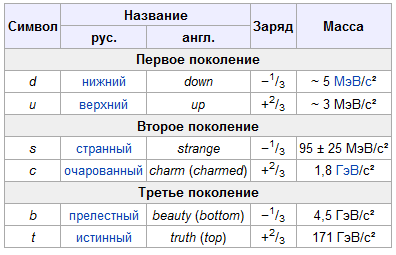 Символ Название Заряд Масса
рус. англ.
Первое поколение
d нижний down −1/3 ~ 5 МэВ/c²
u верхний up +2/3 ~ 3 МэВ/c²
Второе поколение
s странный strange −1/3 95 ± 25 МэВ/c²
c очарованный charm (charmed) +2/3 1,8 ГэВ/c²
Третье поколение
b прелестный beauty (bottom) −1/3 4,5 ГэВ/c²
t истинный truth (top) +2/3 171 ГэВ/c²